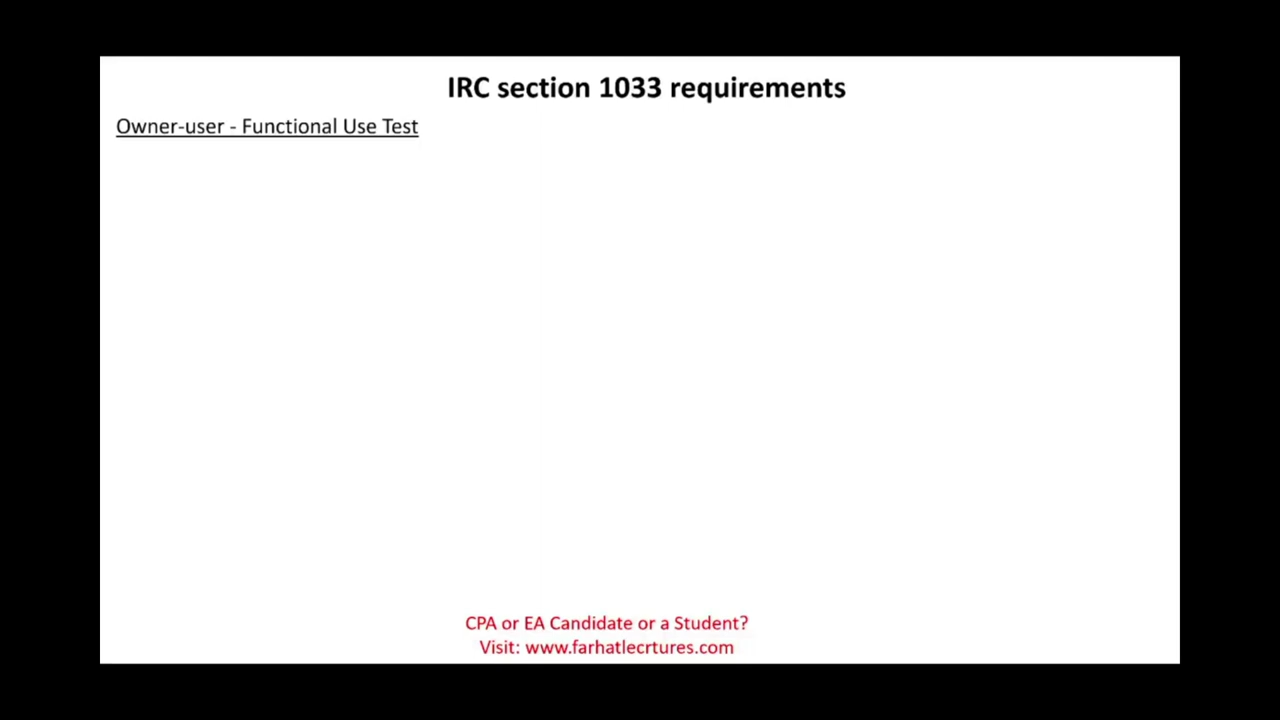 IRC section 1033 requirements
Owner-user - Functional Use Test
CPA or EA Candidate or a Student?
Visit: www.farhatlecrtures.com